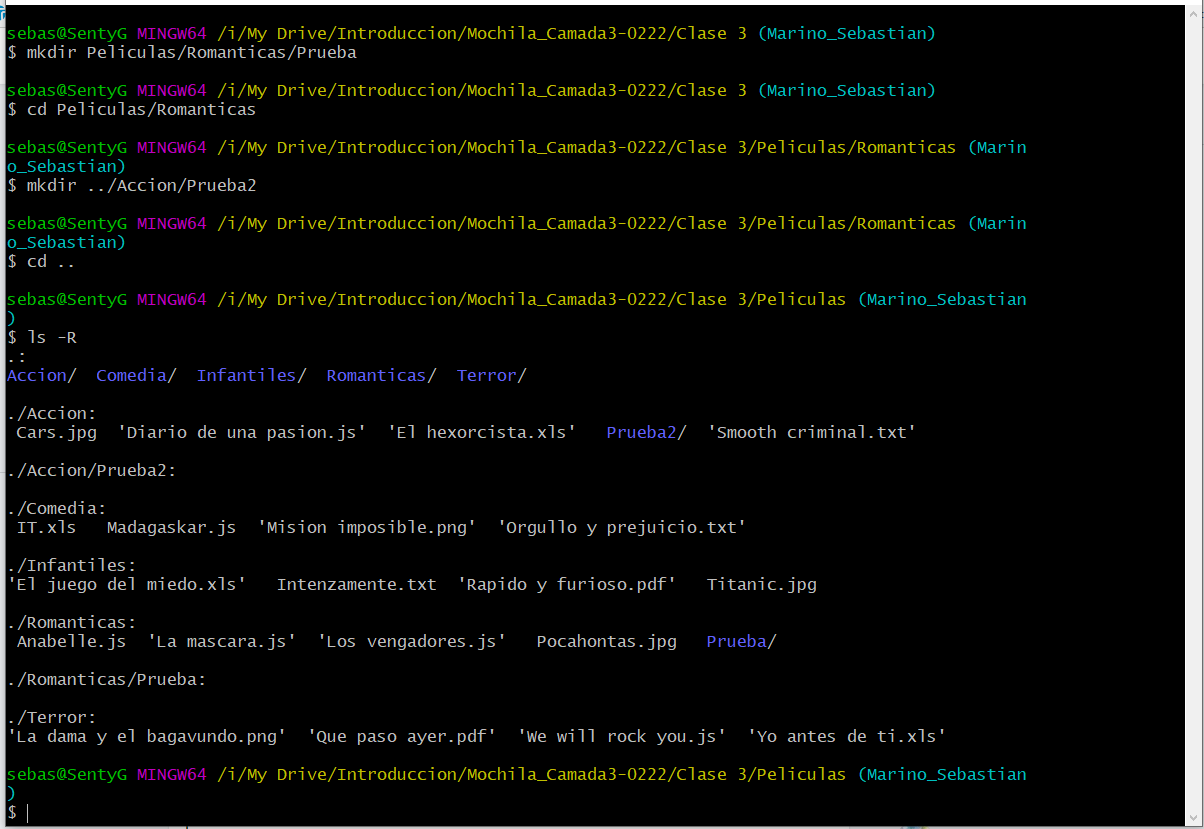 sebas@SentyG MINGW64 /i/My Drive/Introduccion/Mochila_Camada3-0222/Clase 3 (Marino_Sebastian)
$ mkdir Peliculas/Romanticas/Prueba
sebas@SentyG MINGW64 /i/My Drive/Introduccion/Mochila_Camada3-0222/Clase 3 (Marino_Sebastian)
$ cd Peliculas/Romanticas
sebas@SentyG MINGW64 /i/My Drive/Introduccion/Mochila_Camada3-0222/Clase 3/Peliculas/Romanticas (Marin
o_Sebastian)
$ mkdir ../Accion/Prueba2
sebas@SentyG MINGW64 /i/My Drive/Introduccion/Mochila_Camada3-0222/Clase 3/Peliculas/Romanticas (Marin
o_Sebastian)
$ cd ..
sebas@SentyG MINGW64 /i/My Drive/Introduccion/Mochila_Camada3-0222/Clase 3/Peliculas (Marino_Sebastian
)
$ ls -R
.:
Accion/  Comedia/  Infantiles/  Romanticas/  Terror/
./Accion:
 Cars.jpg  'Diario de una pasion.js'  'El hexorcista.xls'   Prueba2/  'Smooth criminal.txt'
./Accion/Prueba2:
./Comedia:
 IT.xls   Madagaskar.js  'Mision imposible.png'  'Orgullo y prejuicio.txt'
./Infantiles:
'El juego del miedo.xls'   Intenzamente.txt  'Rapido y furioso.pdf'   Titanic.jpg
./Romanticas:
 Anabelle.js  'La mascara.js'  'Los vengadores.js'   Pocahontas.jpg   Prueba/
./Romanticas/Prueba:
./Terror:
'La dama y el bagavundo.png'  'Que paso ayer.pdf'  'We will rock you.js'  'Yo antes de ti.xls'
sebas@SentyG MINGW64 /i/My Drive/Introduccion/Mochila_Camada3-0222/Clase 3/Peliculas (Marino_Sebastian
)
$